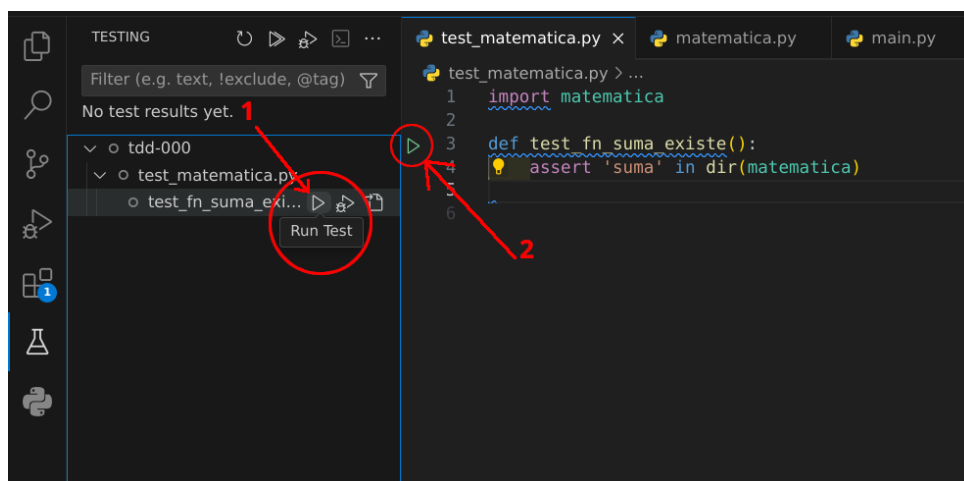 TESTING
Filter (e.g. text, !exclude, @tag)
No test results yet.
1
tdd-000
test_matematica.py
test_fn_suma_exi...
Run Test
1
test_matematica.py
matematica.py
main.py
test_matematica.py > ...
1 import matematica
2
3 def test_fn_suma_existe():
4 assert 'suma' in dir(matematica)
5
6
2